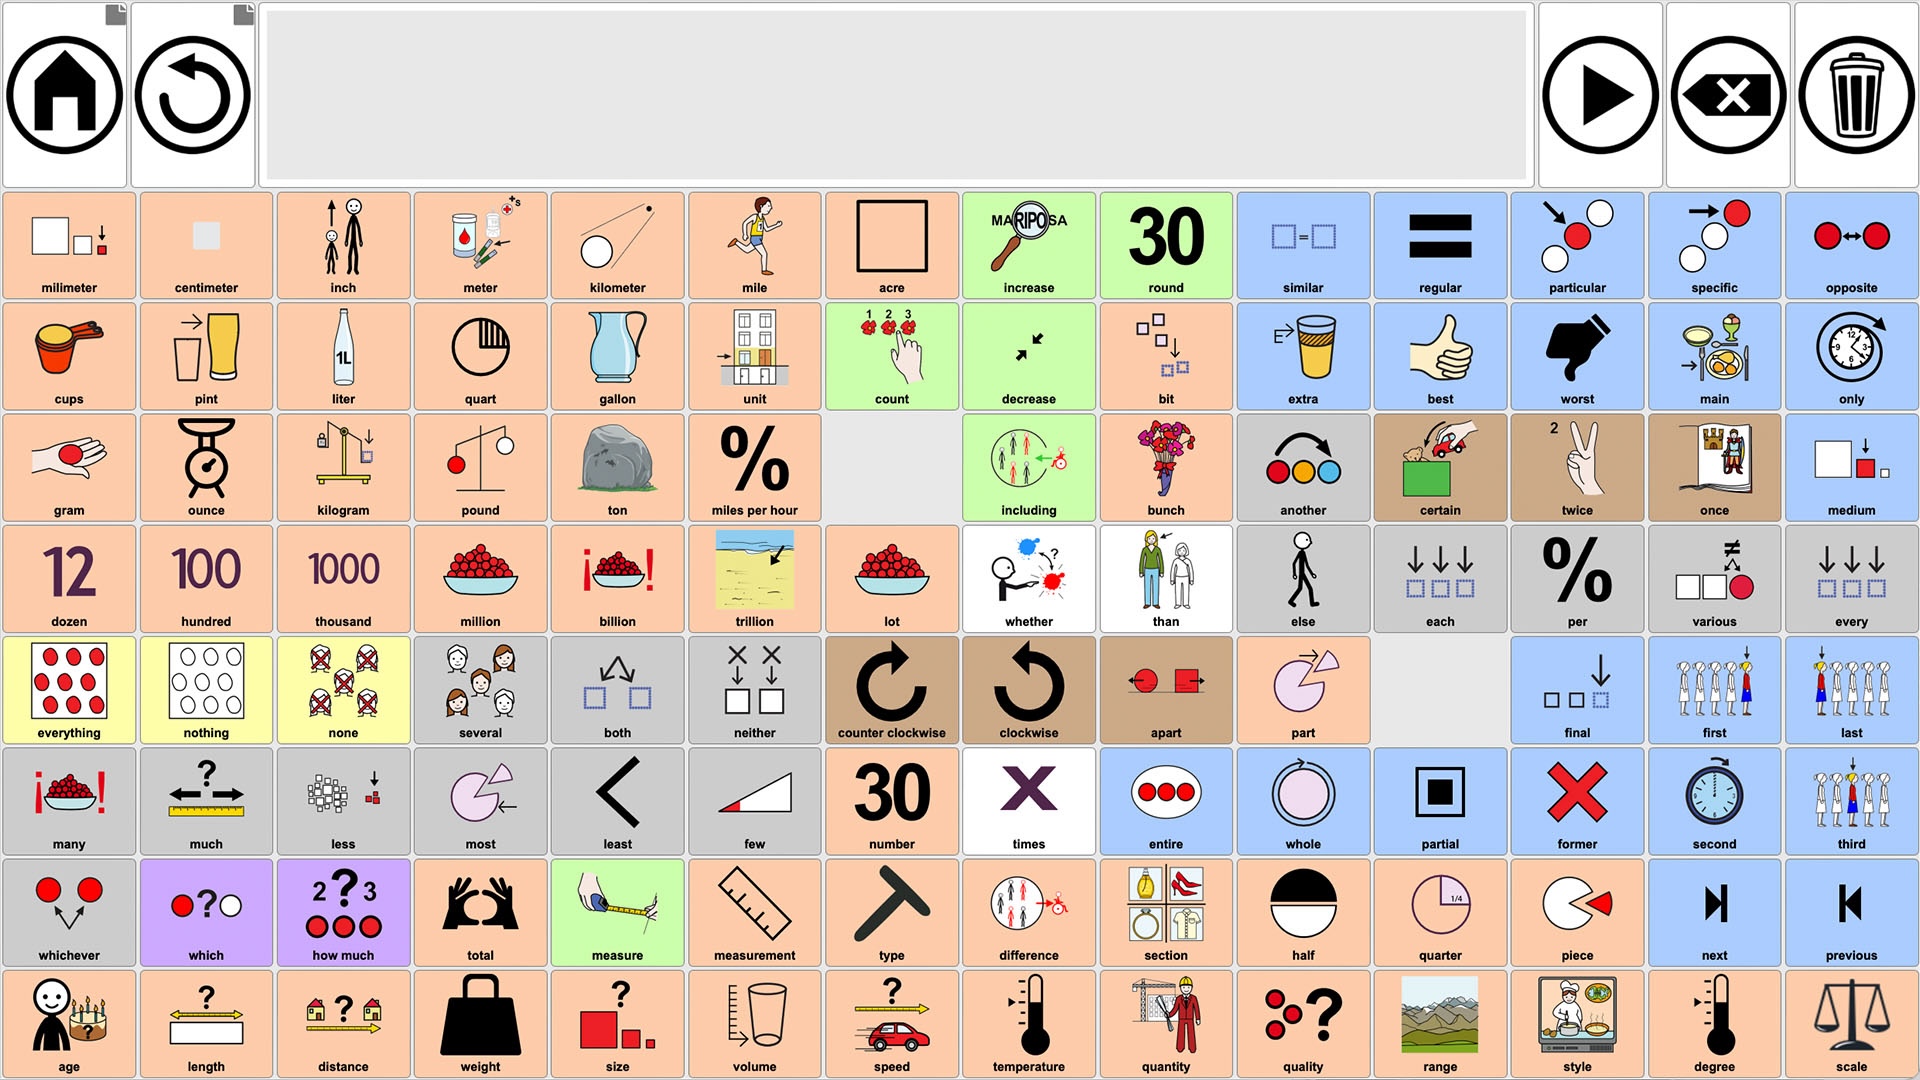 milimeter
centimeter
inch
meter
kilometer
mile
acre
MARIPOSA
increase
30
round
similar
regular
particular
specific
opposite
cups
pint
1L
liter
quart
gallon
unit
1 2 3
count
decrease
bit
E
extra
best
worst
main
12
3
6
9
only
gram
ounce
kilogram
pound
ton
%
miles per hour
including
bunch
another
certain
2
twice
once
medium
12
dozen
100
hundred
1000
thousand
million
¡ !
billion
trillion
lot
?
whether
than
else
each
%
per
≠
various
every
everything
nothing
none
several
both
neither
counter clockwise
clockwise
apart
part
final
first
last
¡ !
many
?
much
less
most
least
few
30
number
times
entire
whole
partial
former
second
third
whichever
?
which
2 ? 3
how much
total
measure
measurement
type
difference
section
half
1/4
quarter
piece
next
previous
?
age
?
length
?
distance
weight
?
size
volume
?
speed
temperature
quantity
?
quality
range
style
degree
scale